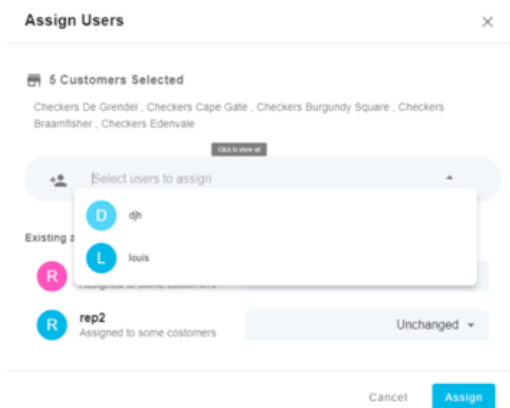 Assign Users
5 Customers Selected
Checkers De Grendel , Checkers Cape Gate , Checkers Burgundy Square , Checkers
Braamfisher , Checkers Edenvale
Click to show all
Select users to assign
D djh
Existing a
L louis
R
Assigned to some customers
R rep2 Unchanged
Assigned to some costomers
Cancel Assign